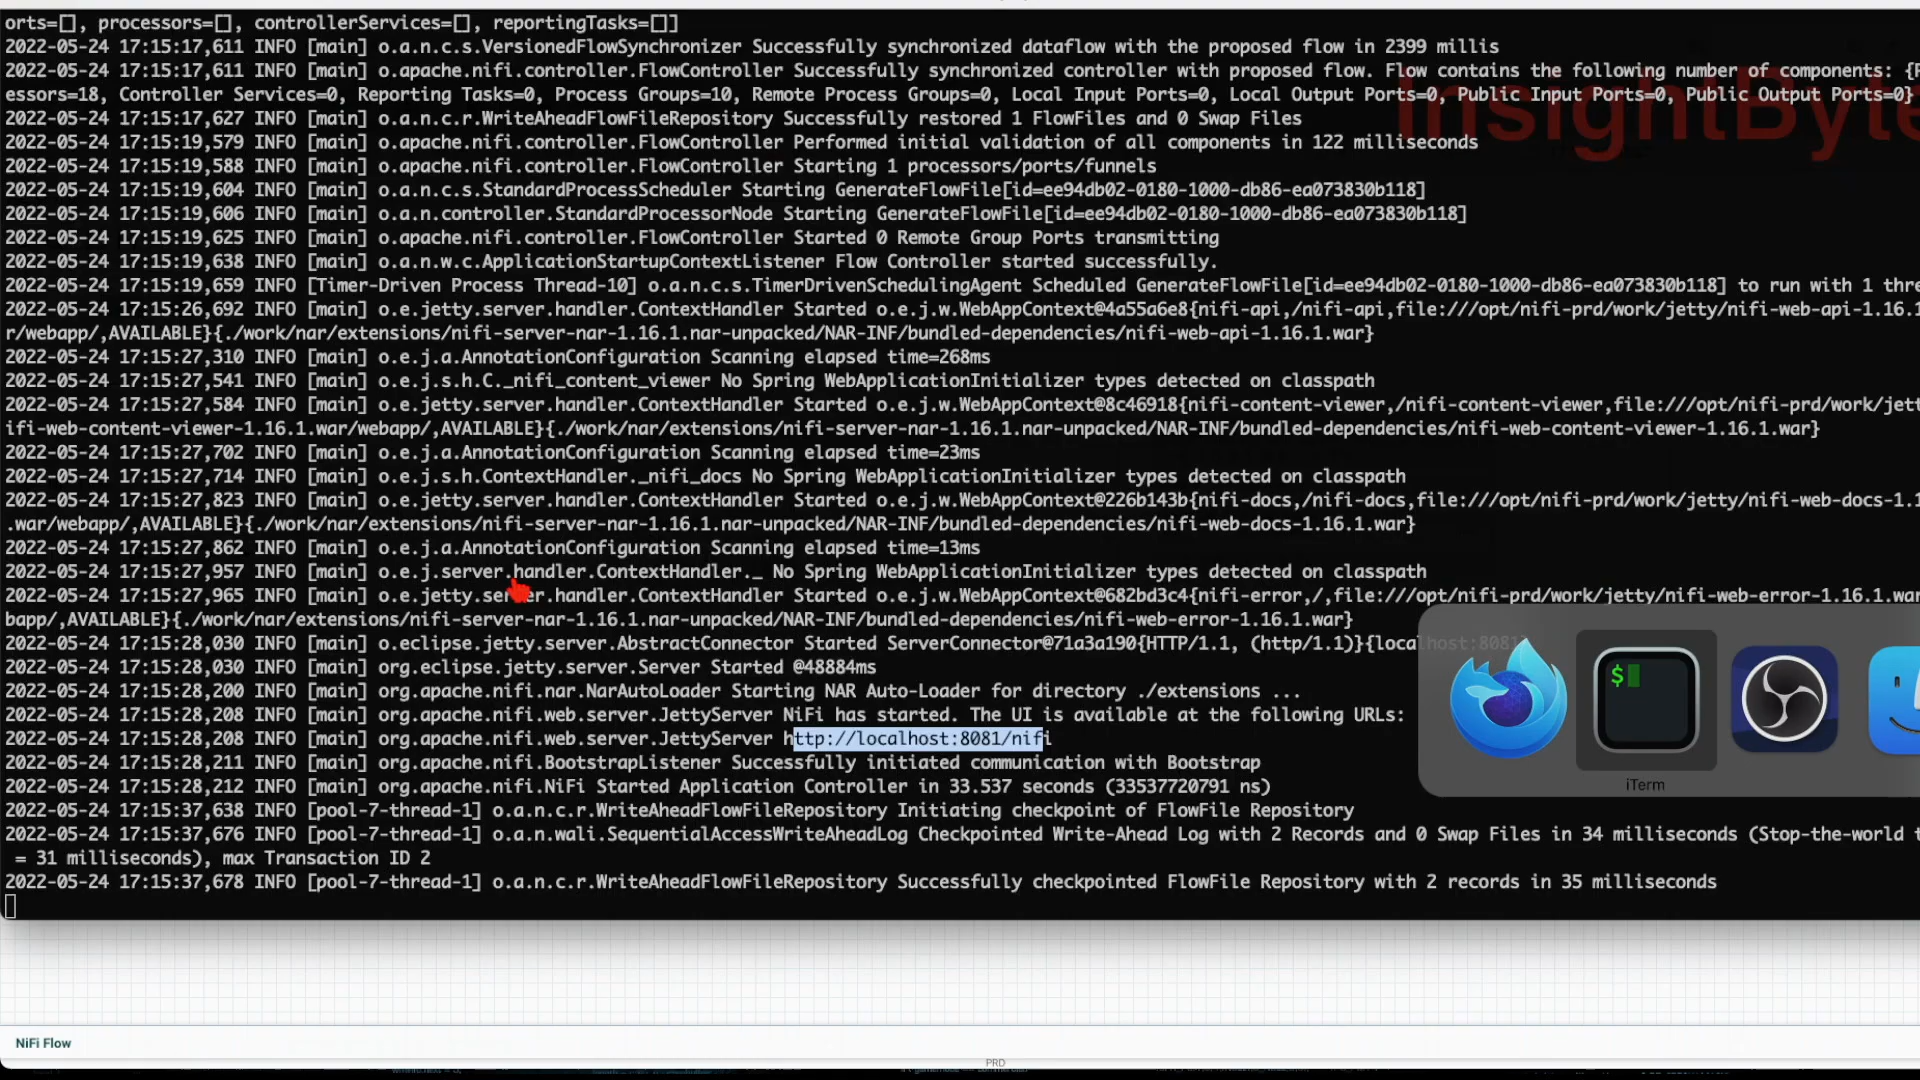 orts=[], processors=[], controllerServices=[], reportingTasks=[]]
2022-05-24 17:15:17,611 INFO [main] o.a.n.c.s.VersionedFlowSynchronizer Successfully synchronized dataflow with the proposed flow in 2399 millis
2022-05-24 17:15:17,611 INFO [main] o.apache.nifi.controller.FlowController Successfully synchronized controller with proposed flow. Flow contains the following number of components: {P
essors=18, Controller Services=0, Reporting Tasks=0, Process Groups=10, Remote Process Groups=0, Local Input Ports=0, Local Output Ports=0, Public Input Ports=0, Public Output Ports=0}
InsightByte
2022-05-24 17:15:17,627 INFO [main] o.a.n.c.r.WriteAheadFlowFileRepository Successfully restored 1 FlowFiles and 0 Swap Files
2022-05-24 17:15:19,579 INFO [main] o.apache.nifi.controller.FlowController Performed initial validation of all components in 122 milliseconds
2022-05-24 17:15:19,588 INFO [main] o.apache.nifi.controller.FlowController Starting 1 processors/ports/funnels
2022-05-24 17:15:19,604 INFO [main] o.a.n.c.s.StandardProcessScheduler Starting GenerateFlowFile[id=ee94db02-0180-1000-db86-ea073830b118]
2022-05-24 17:15:19,606 INFO [main] o.a.n.controller.StandardProcessorNode Starting GenerateFlowFile[id=ee94db02-0180-1000-db86-ea073830b118]
2022-05-24 17:15:19,625 INFO [main] o.apache.nifi.controller.FlowController Started 0 Remote Group Ports transmitting
2022-05-24 17:15:19,638 INFO [main] o.a.n.w.c.ApplicationStartupContextListener Flow Controller started successfully.
2022-05-24 17:15:19,659 INFO [Timer-Driven Process Thread-10] o.a.n.c.s.TimerDrivenSchedulingAgent Scheduled GenerateFlowFile[id=ee94db02-0180-1000-db86-ea073830b118] to run with 1 thre
2022-05-24 17:15:26,692 INFO [main] o.e.jetty.server.handler.ContextHandler Started o.e.j.w.WebAppContext@4a55a6e8{nifi-api,/nifi-api,file:///opt/nifi-prd/work/jetty/nifi-web-api-1.16.1
r/webapp/,AVAILABLE}{./work/nar/extensions/nifi-server-nar-1.16.1.nar-unpacked/NAR-INF/bundled-dependencies/nifi-web-api-1.16.1.war}
2022-05-24 17:15:27,310 INFO [main] o.e.j.a.AnnotationConfiguration Scanning elapsed time=268ms
2022-05-24 17:15:27,541 INFO [main] o.e.j.s.h.C._nifi_content_viewer No Spring WebApplicationInitializer types detected on classpath
2022-05-24 17:15:27,584 INFO [main] o.e.jetty.server.handler.ContextHandler Started o.e.j.w.WebAppContext@8c46918{nifi-content-viewer,/nifi-content-viewer,file:///opt/nifi-prd/work/jett
ifi-web-content-viewer-1.16.1.war/webapp/,AVAILABLE}{./work/nar/extensions/nifi-server-nar-1.16.1.nar-unpacked/NAR-INF/bundled-dependencies/nifi-web-content-viewer-1.16.1.war}
2022-05-24 17:15:27,702 INFO [main] o.e.j.a.AnnotationConfiguration Scanning elapsed time=23ms
2022-05-24 17:15:27,714 INFO [main] o.e.j.s.h.ContextHandler._nifi_docs No Spring WebApplicationInitializer types detected on classpath
2022-05-24 17:15:27,823 INFO [main] o.e.jetty.server.handler.ContextHandler Started o.e.j.w.WebAppContext@226b143b{nifi-docs,/nifi-docs,file:///opt/nifi-prd/work/jetty/nifi-web-docs-1.1
.war/webapp/,AVAILABLE}{./work/nar/extensions/nifi-server-nar-1.16.1.nar-unpacked/NAR-INF/bundled-dependencies/nifi-web-docs-1.16.1.war}
2022-05-24 17:15:27,862 INFO [main] o.e.j.a.AnnotationConfiguration Scanning elapsed time=13ms
2022-05-24 17:15:27,957 INFO [main] o.e.j.server.handler.ContextHandler._ No Spring WebApplicationInitializer types detected on classpath
2022-05-24 17:15:27,965 INFO [main] o.e.jetty.server.handler.ContextHandler Started o.e.j.w.WebAppContext@682bd3c4{nifi-error,/,file:///opt/nifi-prd/work/jetty/nifi-web-error-1.16.1.war
bapp/,AVAILABLE}{./work/nar/extensions/nifi-server-nar-1.16.1.nar-unpacked/NAR-INF/bundled-dependencies/nifi-web-error-1.16.1.war}
2022-05-24 17:15:28,030 INFO [main] o.eclipse.jetty.server.AbstractConnector Started ServerConnector@71a3a190{HTTP/1.1, (http/1.1)}{localhost:8081}
2022-05-24 17:15:28,030 INFO [main] org.eclipse.jetty.server.Server Started @48884ms
2022-05-24 17:15:28,200 INFO [main] org.apache.nifi.nar.NarAutoLoader Starting NAR Auto-Loader for directory ./extensions ...
2022-05-24 17:15:28,208 INFO [main] org.apache.nifi.web.server.JettyServer NiFi has started. The UI is available at the following URLs:
2022-05-24 17:15:28,208 INFO [main] org.apache.nifi.web.server.JettyServer http://localhost:8081/nifi
2022-05-24 17:15:28,211 INFO [main] org.apache.nifi.BootstrapListener Successfully initiated communication with Bootstrap
2022-05-24 17:15:28,212 INFO [main] org.apache.nifi.NiFi Started Application Controller in 33.537 seconds (33537720791 ns)
$
iTerm
2022-05-24 17:15:37,638 INFO [pool-7-thread-1] o.a.n.c.r.WriteAheadFlowFileRepository Initiating checkpoint of FlowFile Repository
2022-05-24 17:15:37,676 INFO [pool-7-thread-1] o.a.n.wali.SequentialAccessWriteAheadLog Checkpointed Write-Ahead Log with 2 Records and 0 Swap Files in 34 milliseconds (Stop-the-world t
= 31 milliseconds), max Transaction ID 2
2022-05-24 17:15:37,678 INFO [pool-7-thread-1] o.a.n.c.r.WriteAheadFlowFileRepository Successfully checkpointed FlowFile Repository with 2 records in 35 milliseconds
NiFi Flow
PRD